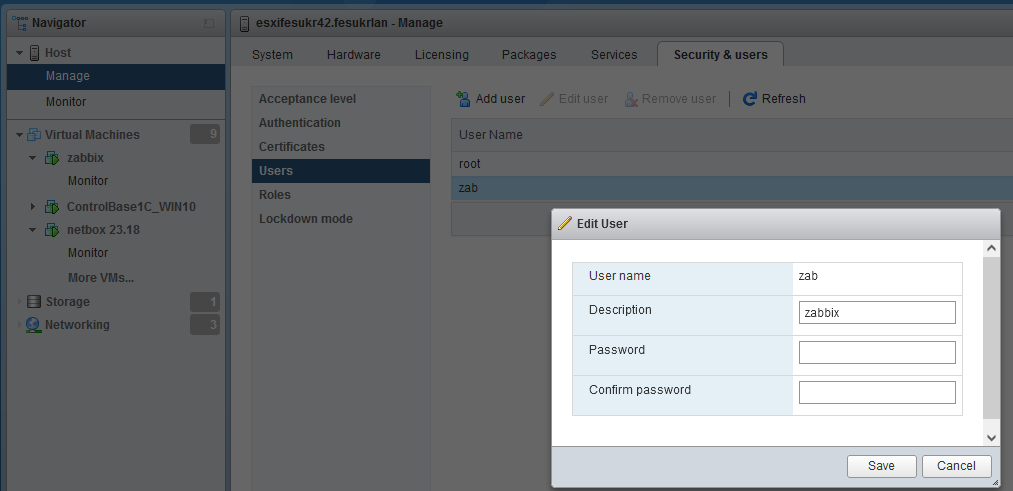 Navigator
Host
Manage
Monitor
Virtual Machines 9
zabbix
Monitor
ControlBase1C_WIN10
netbox 23.18
Monitor
More VMs...
Storage 1
Networking 3
esxifesukr42.fesukrlan - Manage
System Hardware Licensing Packages Services Security & users
Acceptance level
Authentication
Certificates
Users
Roles
Lockdown mode
Add user Edit user Remove user Refresh
User Name
root
zab
Edit User
User name zab
Description zabbix
Password
Confirm password
Save Cancel